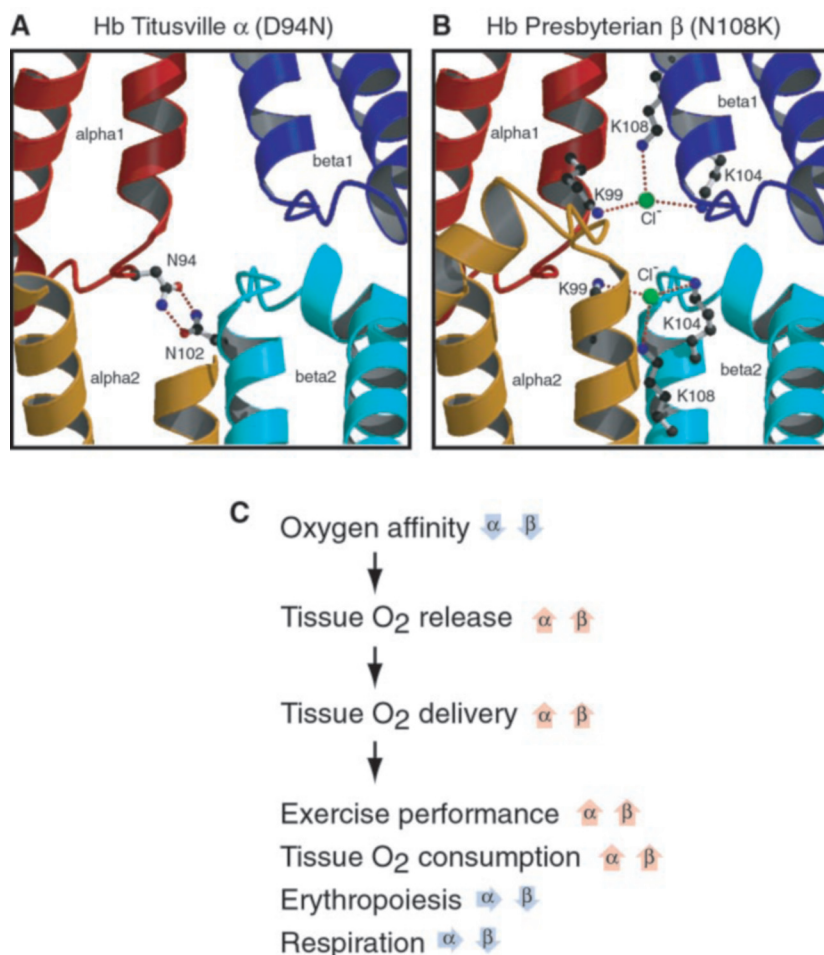 A Hb Titusville α (D94N)
alpha1
beta1
N94
N102
alpha2
beta2
B Hb Presbyterian β (N108K)
beta1
K108
alpha1
K104
K99
Cl⁻
Cl⁻
K99
K104
alpha2
beta2
K108
C
Oxygen affinity α β
Tissue O₂ release α β
Tissue O₂ delivery α β
Exercise performance α β
Tissue O₂ consumption α β
Erythropoiesis α β
Respiration α β